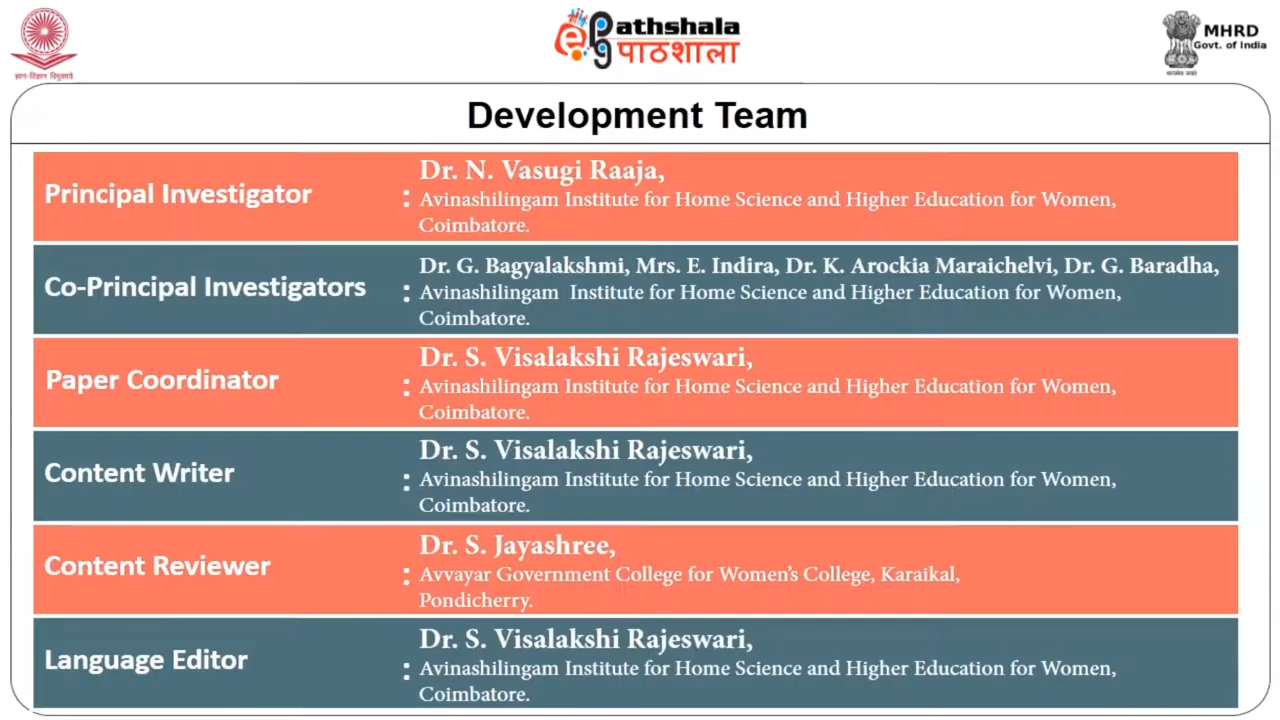 ज्ञान-विज्ञान विमुक्तये
ePathshala
पाठशाला
सत्यमेव जयते
MHRD
Govt. of India
Development Team
Principal Investigator
:
Dr. N. Vasugi Raaja,
Avinashilingam Institute for Home Science and Higher Education for Women,
Coimbatore.
Co-Principal Investigators
:
Dr. G. Bagyalakshmi, Mrs. E. Indira, Dr. K. Arockia Maraichelvi, Dr. G. Baradha,
Avinashilingam Institute for Home Science and Higher Education for Women,
Coimbatore.
Paper Coordinator
:
Dr. S. Visalakshi Rajeswari,
Avinashilingam Institute for Home Science and Higher Education for Women,
Coimbatore.
Content Writer
:
Dr. S. Visalakshi Rajeswari,
Avinashilingam Institute for Home Science and Higher Education for Women,
Coimbatore.
Content Reviewer
:
Dr. S. Jayashree,
Avvayar Government College for Women's College, Karaikal,
Pondicherry.
Language Editor
:
Dr. S. Visalakshi Rajeswari,
Avinashilingam Institute for Home Science and Higher Education for Women,
Coimbatore.